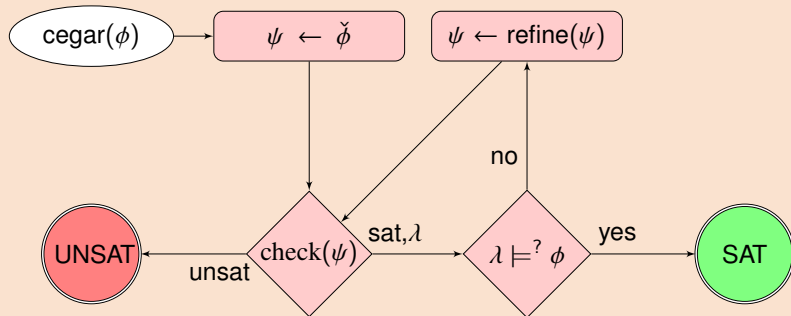 cegar(ϕ)
ψ ← ϕ̌
ψ ← refine(ψ)
no
UNSAT
unsat
check(ψ)
sat,λ
λ ⊨? ϕ
yes
SAT